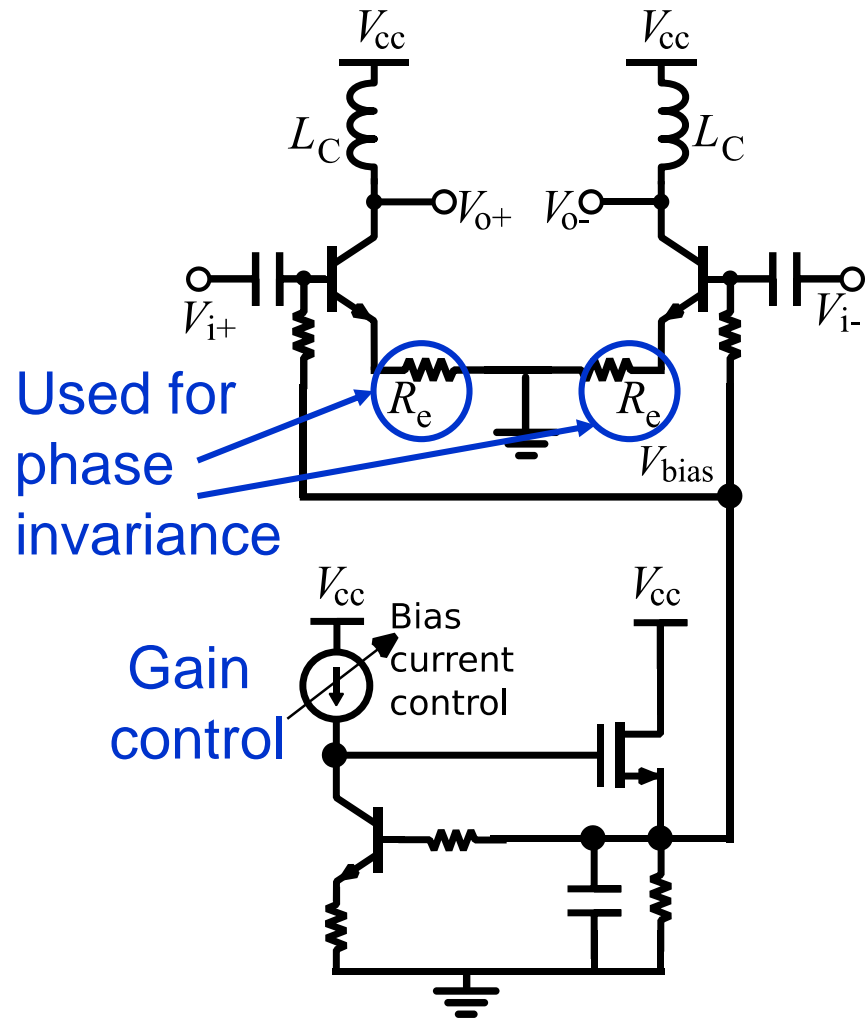 Vcc
Vcc
LC
LC
Vo+
Vo-
Vi+
Vi-
Used for
phase
invariance
Re
Re
Vbias
Vcc
Vcc
Bias
current
control
Gain
control